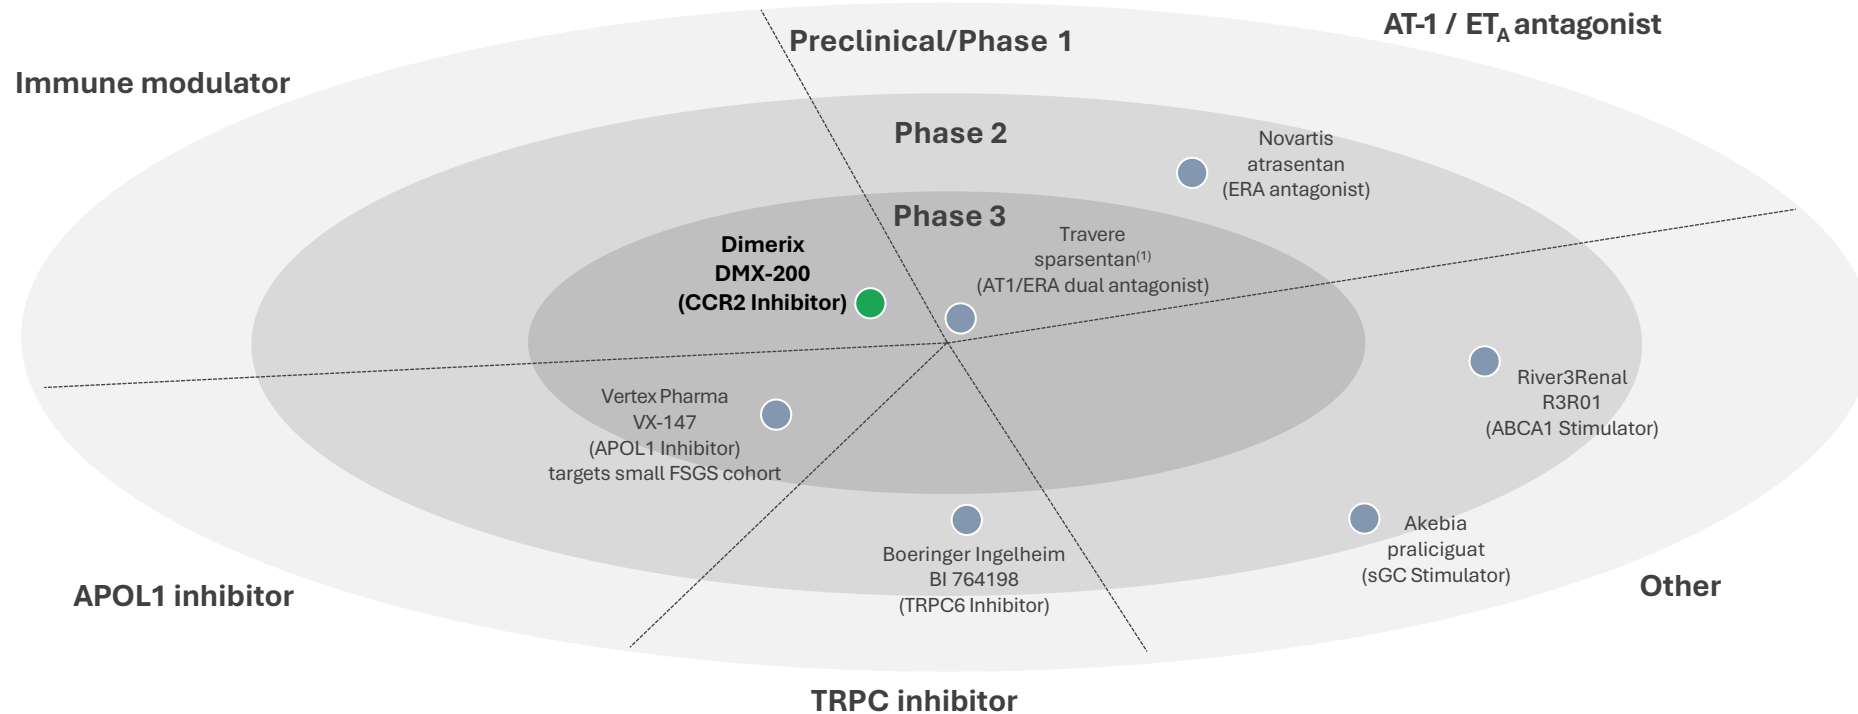 AT-1 / ETA antagonist
Preclinical/Phase 1
Immune modulator
Phase 2
Novartis
atrasentan
(ERA antagonist)
Phase 3
Dimerix
DMX-200
(CCR2 Inhibitor)
Travere
sparsentan(1)
(AT1/ERA dual antagonist)
River3Renal
R3R01
(ABCA1 Stimulator)
Vertex Pharma
VX-147
(APOL1 Inhibitor)
targets small FSGS cohort
Akebia
praliciguat
(sGC Stimulator)
Boeringer Ingelheim
BI 764198
(TRPC6 Inhibitor)
Other
APOL1 inhibitor
TRPC inhibitor